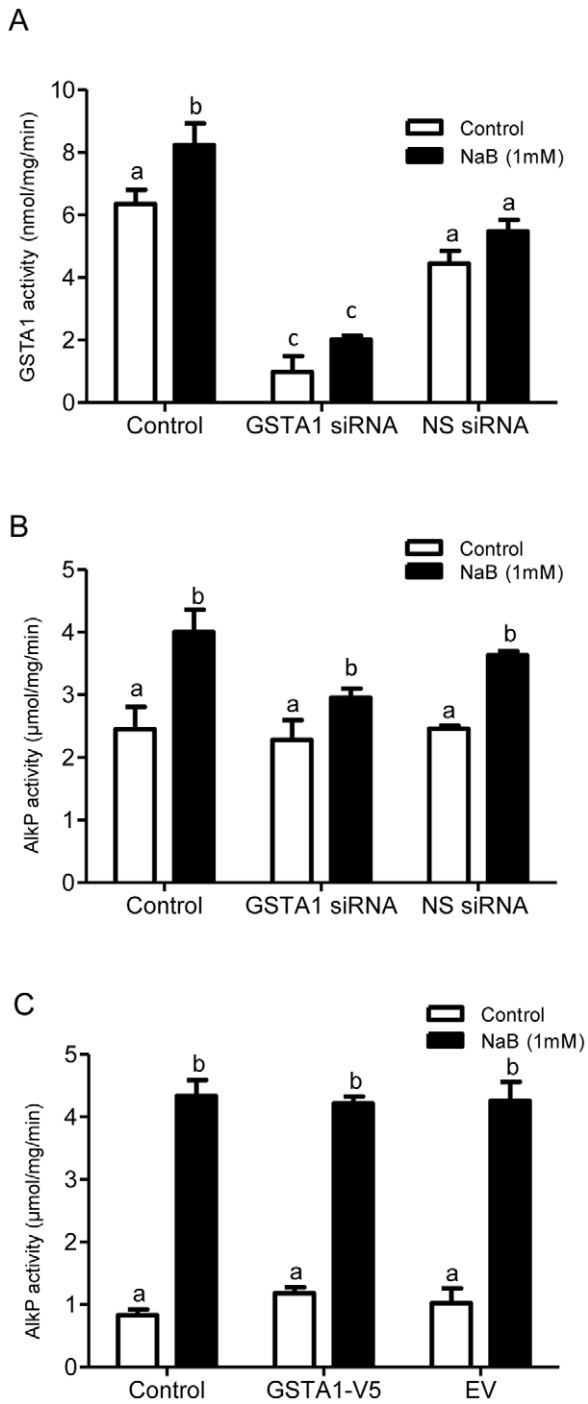 A
GSTA1 activity (nmol/mg/min)
10
8
6
4
2
0
Control
NaB (1mM)
a
b
c
c
a
a
Control
GSTA1 siRNA
NS siRNA
B
AlkP activity (μmol/mg/min)
5
4
3
2
1
0
Control
NaB (1mM)
a
b
a
b
a
b
Control
GSTA1 siRNA
NS siRNA
C
AlkP activity (μmol/mg/min)
5
4
3
2
1
0
Control
NaB (1mM)
a
b
a
b
a
b
Control
GSTA1-V5
EV